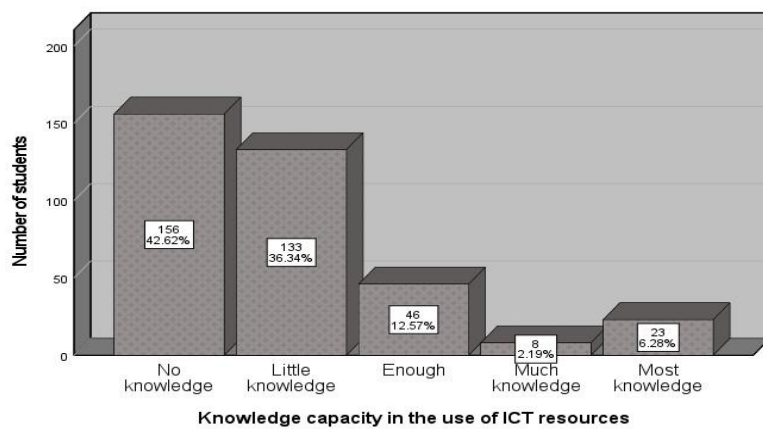 Number of students
200
150
100
50
0
156
42.62%
133
36.34%
46
12.57%
8
2.19%
23
6.28%
No
knowledge
Little
knowledge
Enough
Much
knowledge
Most
knowledge
Knowledge capacity in the use of ICT resources